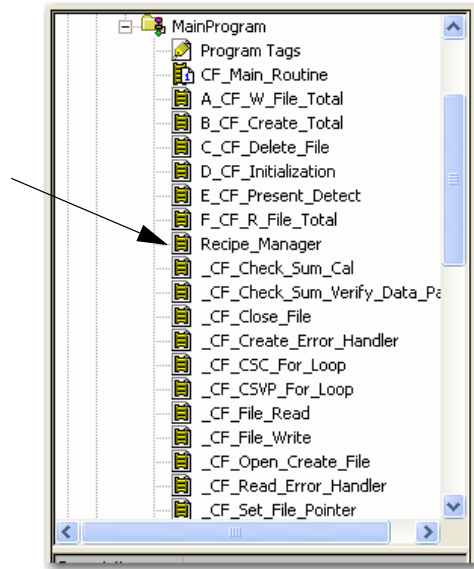 MainProgram
Program Tags
CF_Main_Routine
A_CF_W_File_Total
B_CF_Create_Total
C_CF_Delete_File
D_CF_Initialization
E_CF_Present_Detect
F_CF_R_File_Total
Recipe_Manager
_CF_Check_Sum_Cal
_CF_Check_Sum_Verify_Data_Pa
_CF_Close_File
_CF_Create_Error_Handler
_CF_CSC_For_Loop
_CF_CSVP_For_Loop
_CF_File_Read
_CF_File_Write
_CF_Open_Create_File
_CF_Read_Error_Handler
_CF_Set_File_Pointer